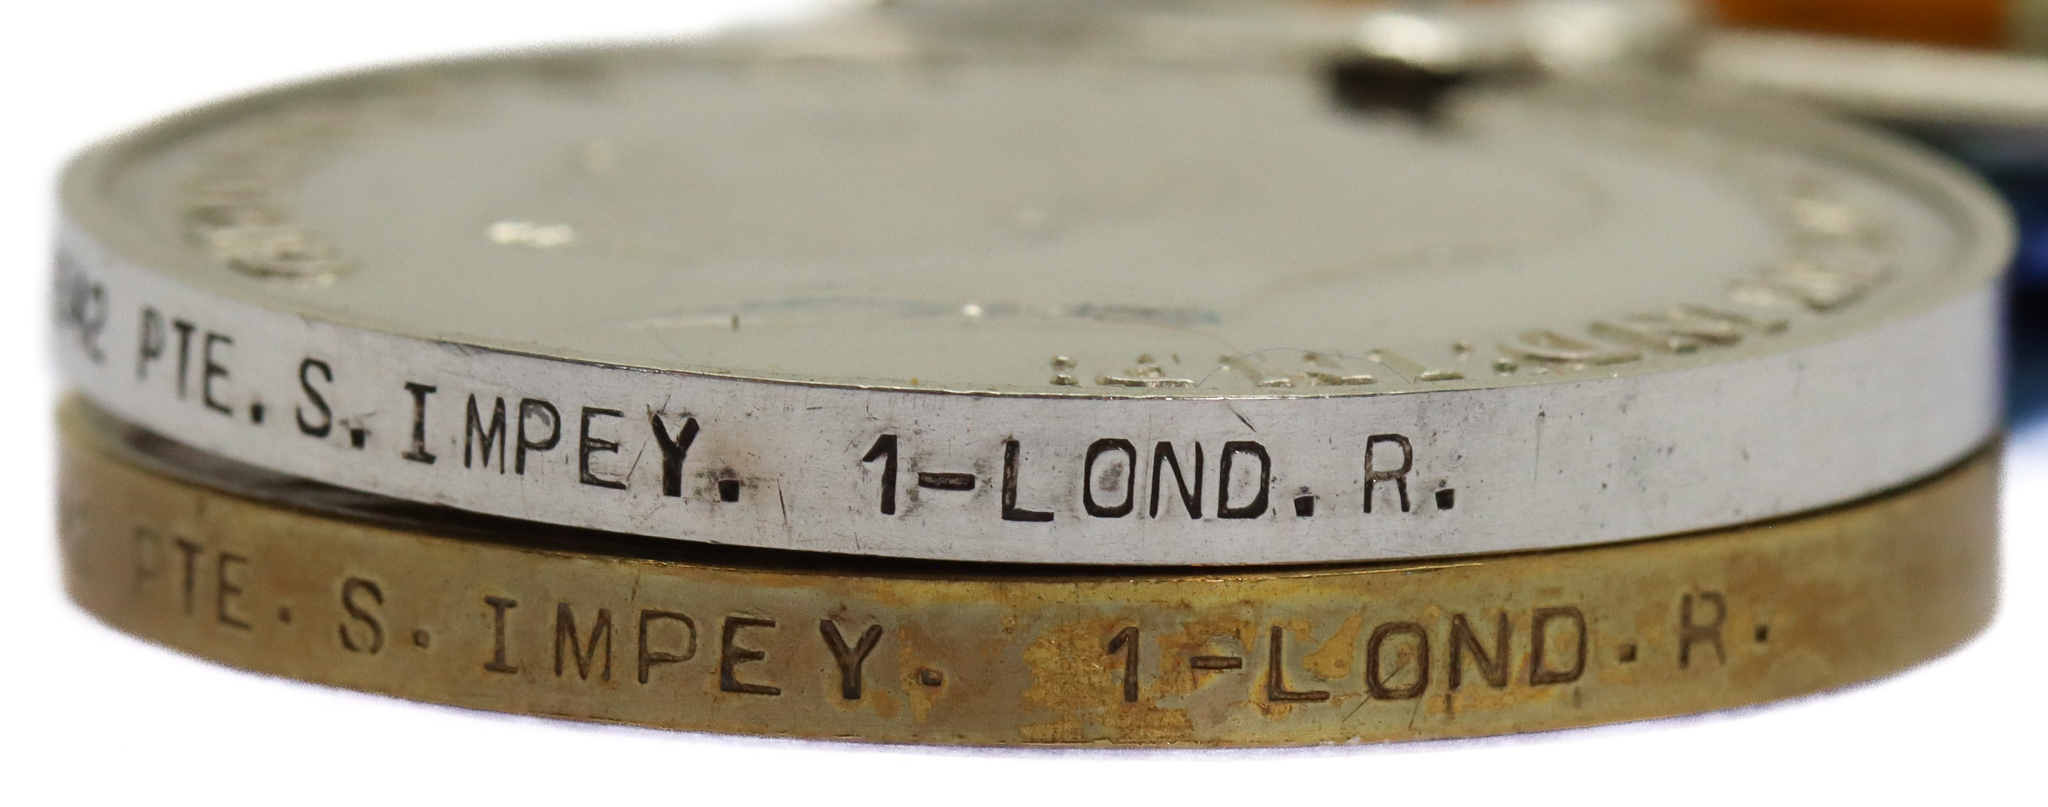 PTE. S. IMPEY. 1-LOND. R.
PTE. S. IMPEY. 1-LOND. R.